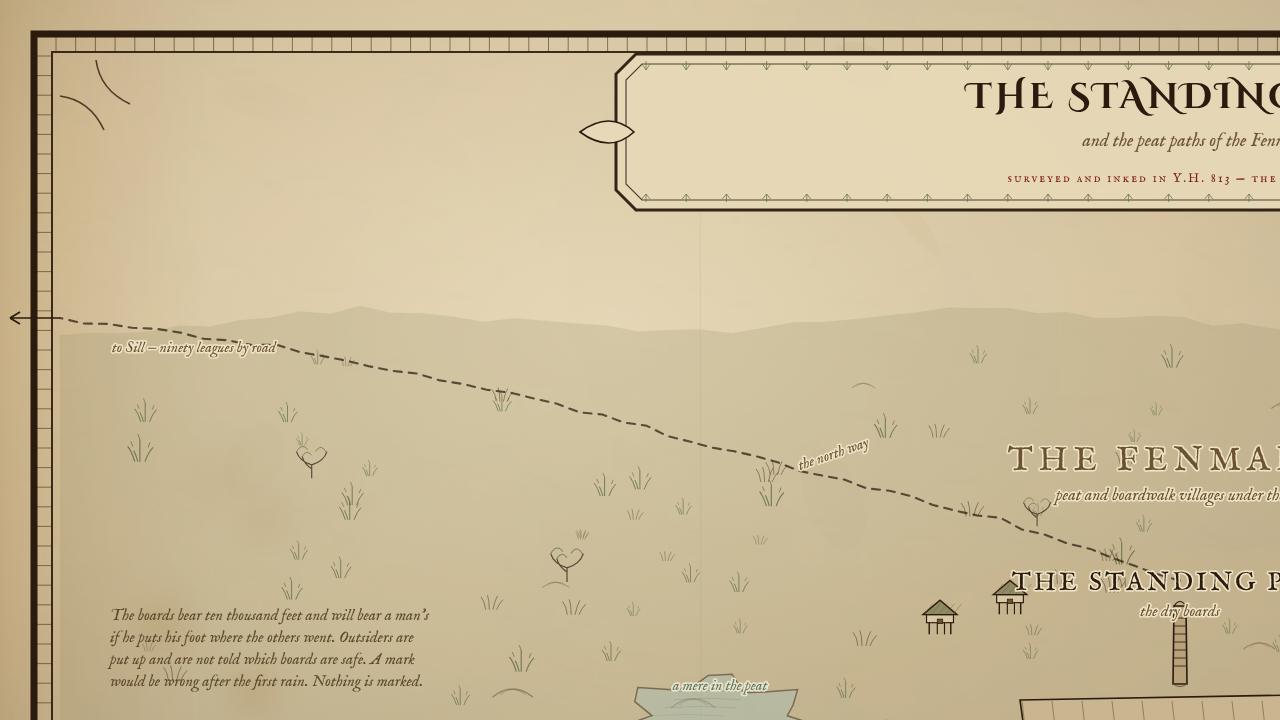 THE STANDING
and the peat paths of the Fenn
SURVEYED AND INKED IN Y.H. 813 — THE
to Sill — ninety leagues by road
the north way
THE FENMA
peat and boardwalk villages under th
THE STANDING P
the dry boards
The boards bear ten thousand feet and will bear a man's
if he puts his foot where the others went. Outsiders are
put up and are not told which boards are safe. A mark
would be wrong after the first rain. Nothing is marked.
a mere in the peat